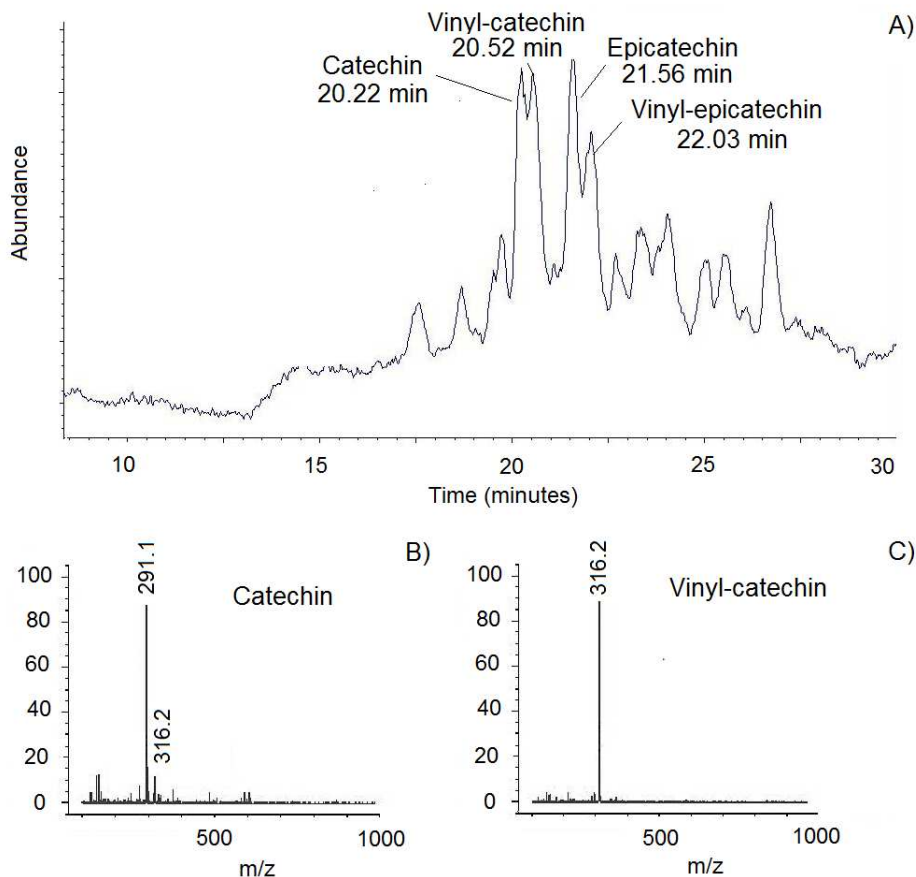 A)
Vinyl-catechin
20.52 min
Catechin
20.22 min
Epicatechin
21.56 min
Vinyl-epicatechin
22.03 min
Abundance
10 15 20 25 30
Time (minutes)
B)
Catechin
291.1
316.2
100
80
60
40
20
0
500 1000
m/z
C)
Vinyl-catechin
316.2
100
80
60
40
20
0
500 1000
m/z